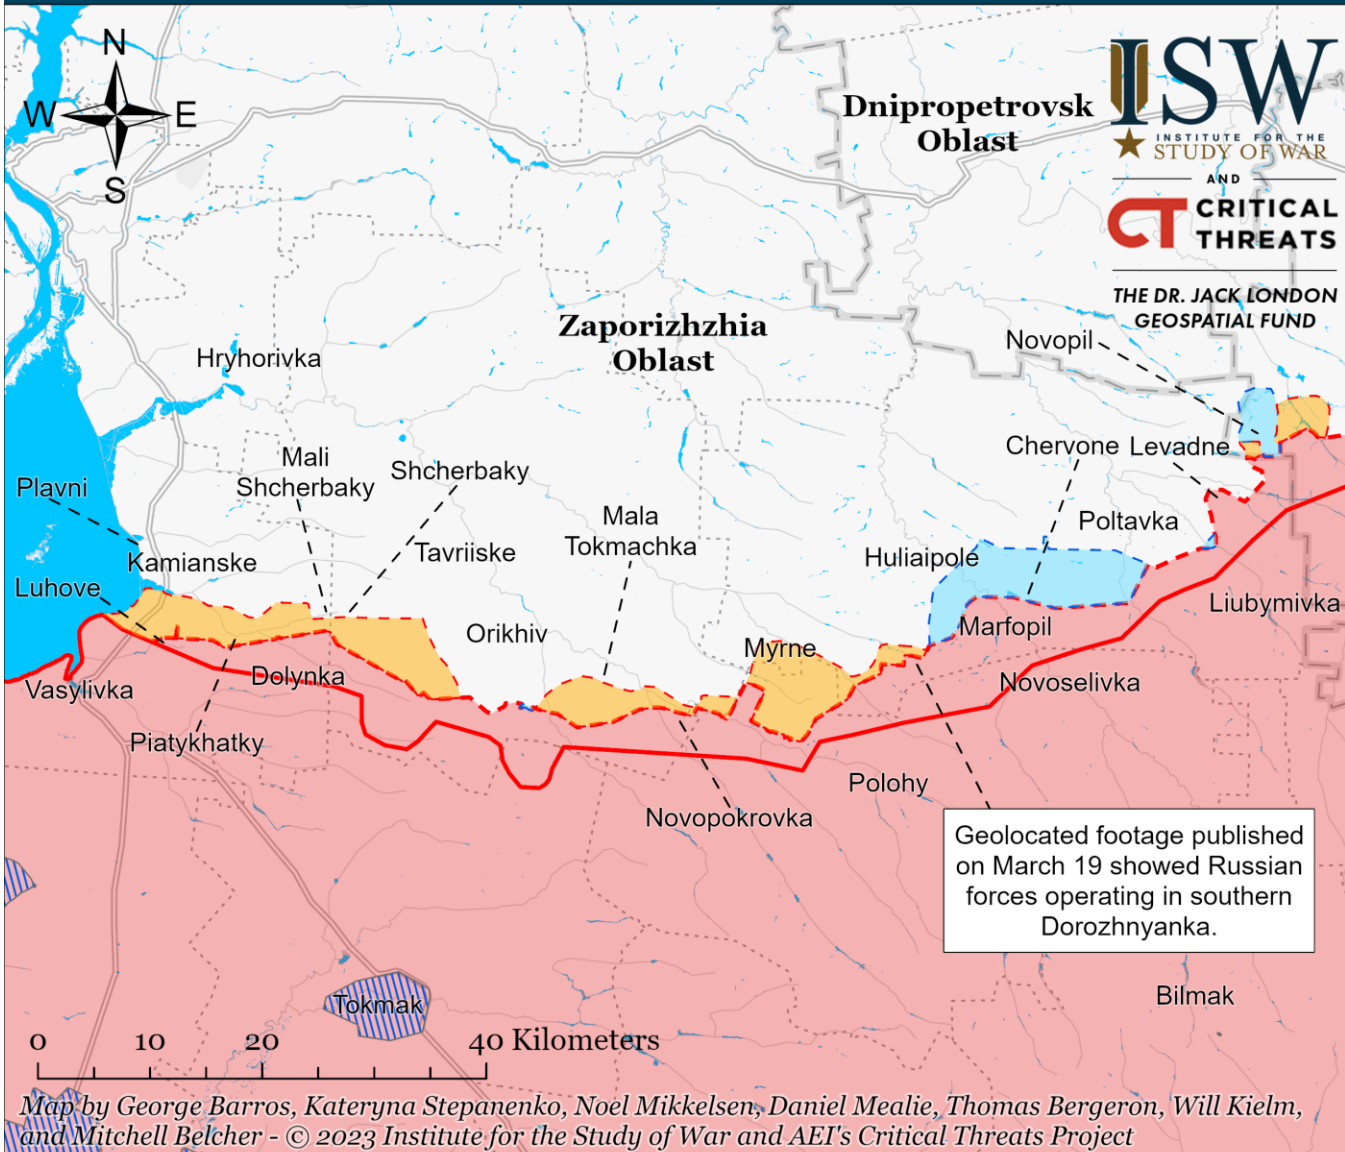 N
W
E
S
Dnipropetrovsk
Oblast
ISW
INSTITUTE FOR THE
STUDY OF WAR
AND
CT CRITICAL
THREATS
THE DR. JACK LONDON
GEOSPATIAL FUND
Zaporizhzhia
Oblast
Novopil
Hryhorivka
Chervone
Levadne
Mali
Shcherbaky
Shcherbaky
Plavni
Mala
Tokmachka
Poltavka
Tavriiske
Huliaipole
Kamianske
Luhove
Liubymivka
Orikhiv
Marfopil
Myrne
Dolynka
Vasylivka
Novoselivka
Piatykhatky
Polohy
Novopokrovka
Geolocated footage published
on March 19 showed Russian
forces operating in southern
Dorozhnyanka.
Tokmak
Bilmak
0 10 20 40 Kilometers
Map by George Barros, Kateryna Stepanenko, Noel Mikkelsen, Daniel Mealie, Thomas Bergeron, Will Kielm,
and Mitchell Belcher - © 2023 Institute for the Study of War and AEI's Critical Threats Project